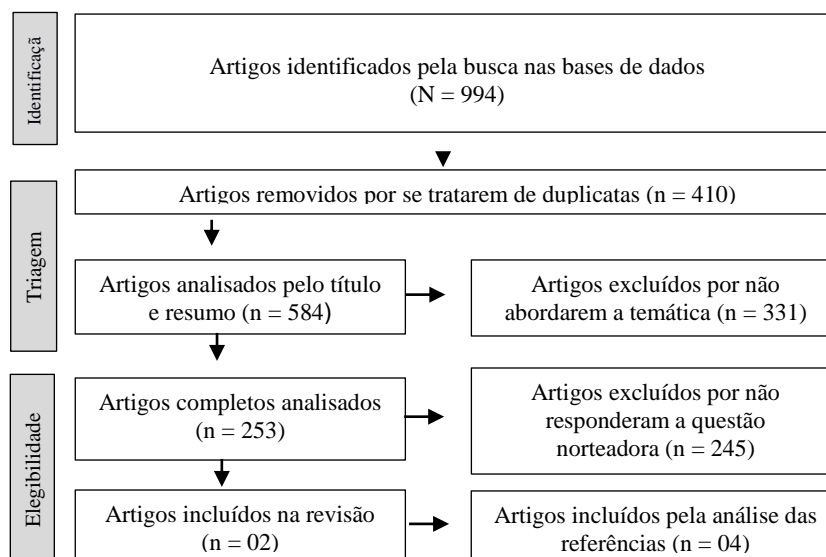 Identificaçã
Artigos identificados pela busca nas bases de dados
(N = 994)
Triagem
Artigos removidos por se tratarem de duplicatas (n = 410)
Artigos analisados pelo título
e resumo (n = 584)
Artigos excluídos por não
abordarem a temática (n = 331)
Elegibilidade
Artigos completos analisados
(n = 253)
Artigos excluídos por não
responderam a questão
norteadora (n = 245)
Artigos incluídos na revisão
(n = 02)
Artigos incluídos pela análise das
referências (n = 04)